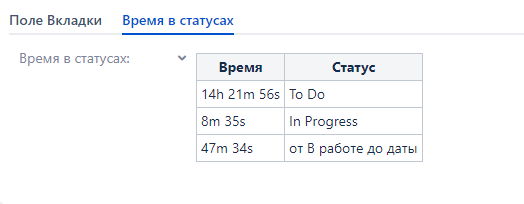 Поле Вкладки Время в статусах
Время в статусах:
Время Статус
14h 21m 56s To Do
8m 35s In Progress
47m 34s от В работе до даты